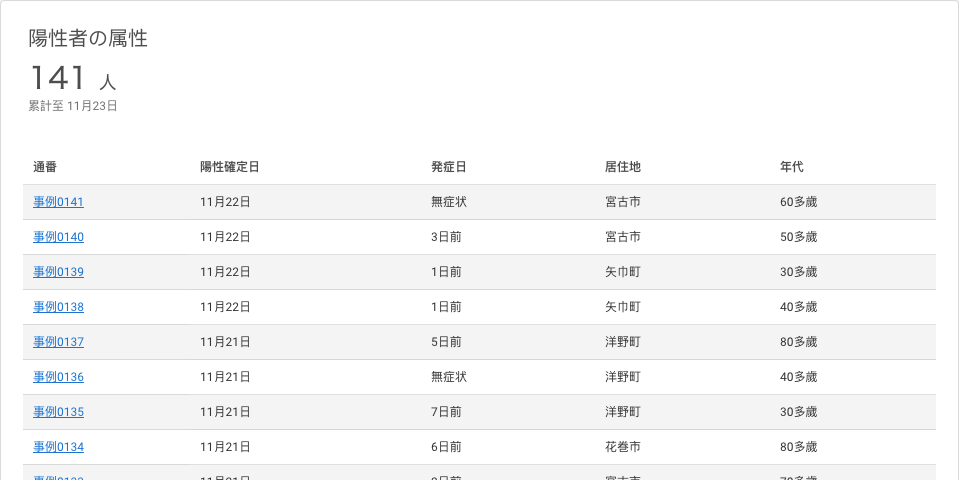 陽性者の属性
141 人
累計至 11月23日
通番 陽性確定日 発症日 居住地 年代
事例0141 11月22日 無症状 宮古市 60多歳
事例0140 11月22日 3日前 宮古市 50多歳
事例0139 11月22日 1日前 矢巾町 30多歳
事例0138 11月22日 1日前 矢巾町 40多歳
事例0137 11月21日 5日前 洋野町 80多歳
事例0136 11月21日 無症状 洋野町 40多歳
事例0135 11月21日 7日前 洋野町 30多歳
事例0134 11月21日 6日前 花巻市 80多歳